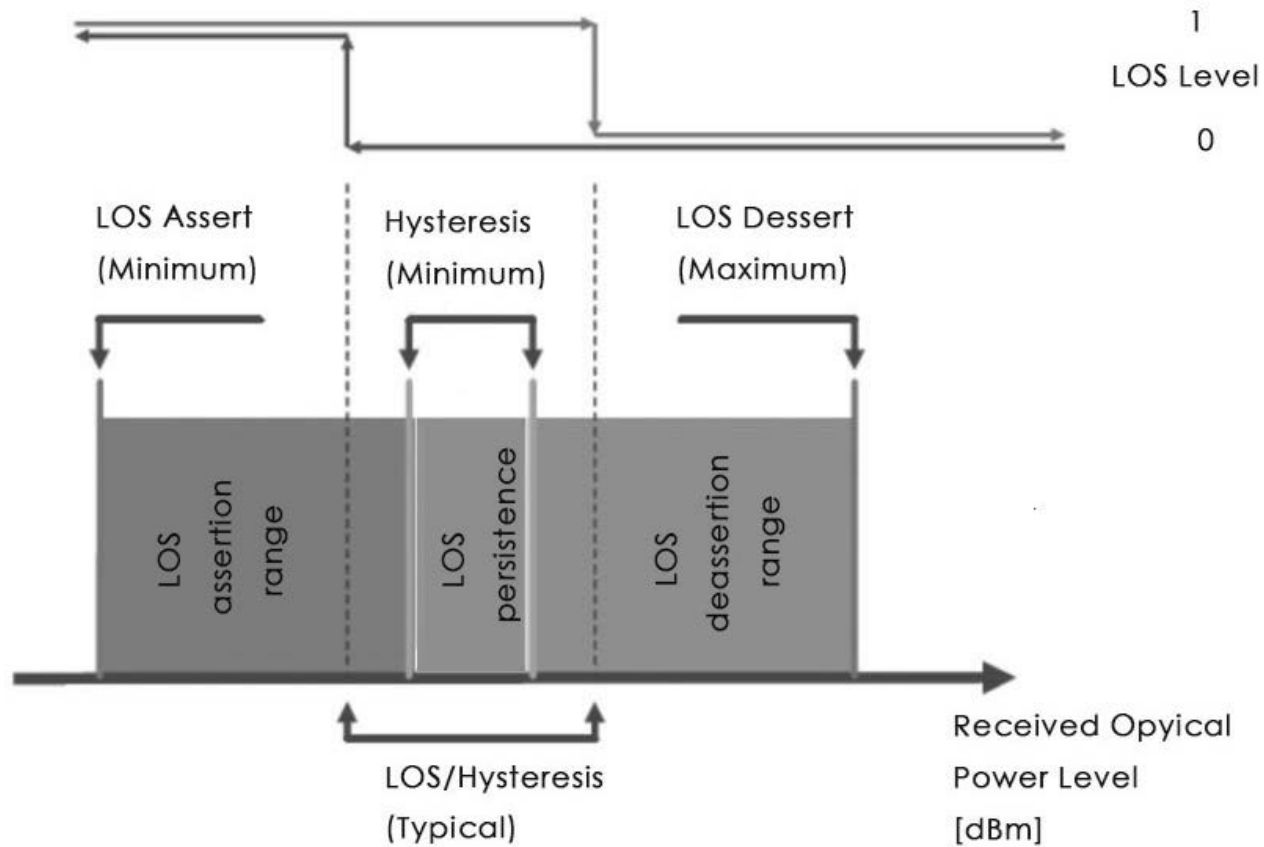 1
LOS Level
0
LOS Assert
(Minimum)
Hysteresis
(Minimum)
LOS Dessert
(Maximum)
LOS
assertion
range
LOS
persistence
LOS
deassertion
range
LOS/Hysteresis
(Typical)
Received Opyical
Power Level
[dBm]